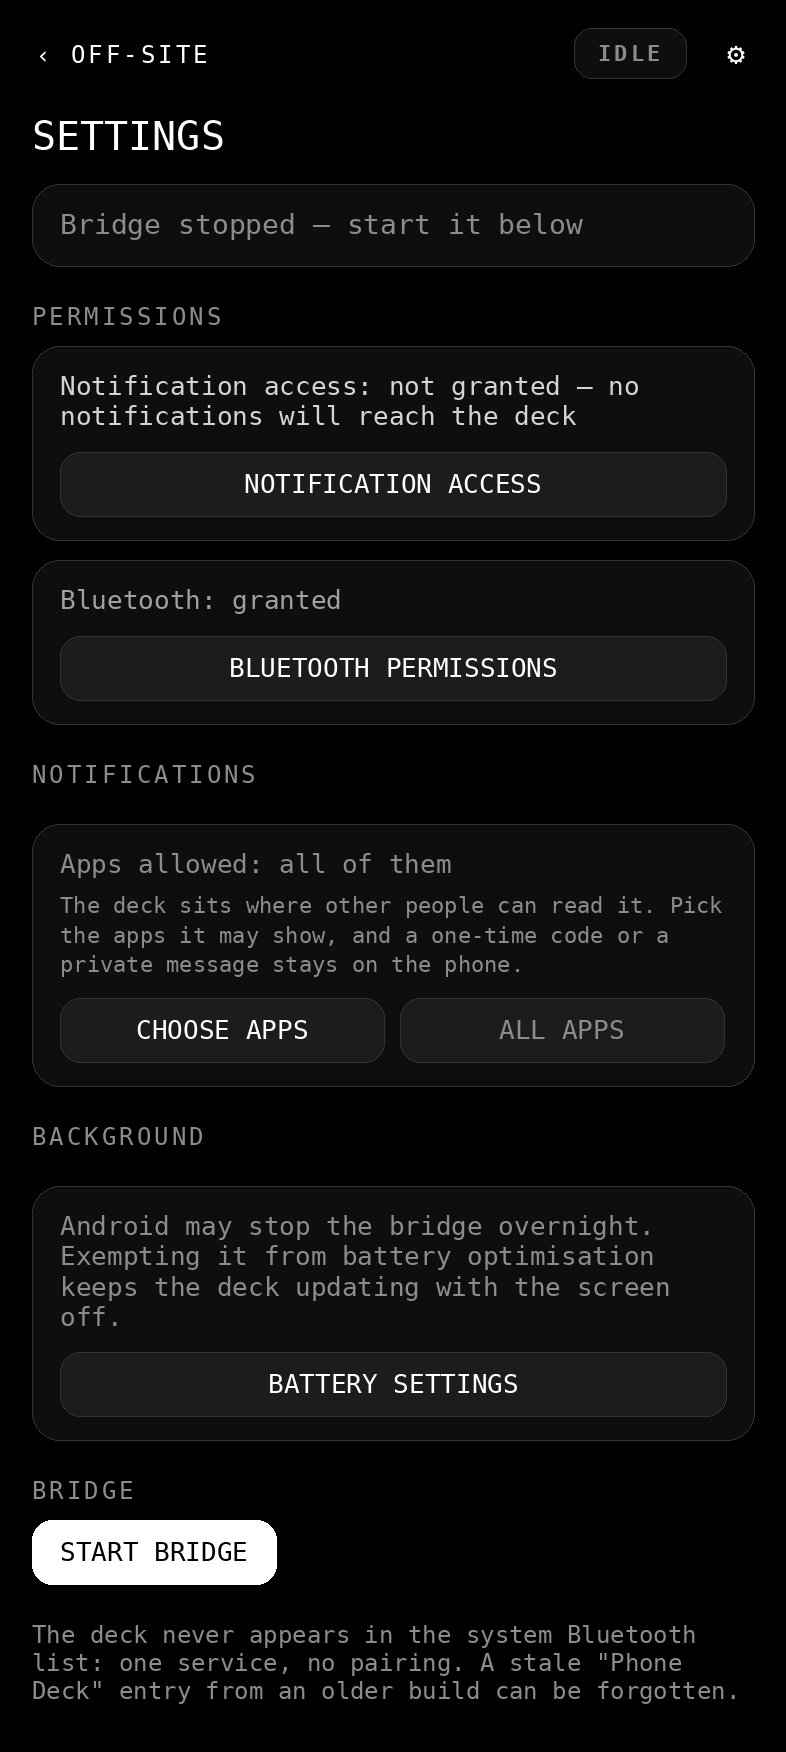 ‹ OFF-SITE IDLE ⚙
SETTINGS
Bridge stopped — start it below
PERMISSIONS
Notification access: not granted — no
notifications will reach the deck
NOTIFICATION ACCESS
Bluetooth: granted
BLUETOOTH PERMISSIONS
NOTIFICATIONS
Apps allowed: all of them
The deck sits where other people can read it. Pick
the apps it may show, and a one-time code or a
private message stays on the phone.
CHOOSE APPS ALL APPS
BACKGROUND
Android may stop the bridge overnight.
Exempting it from battery optimisation
keeps the deck updating with the screen
off.
BATTERY SETTINGS
BRIDGE
START BRIDGE
The deck never appears in the system Bluetooth
list: one service, no pairing. A stale "Phone
Deck" entry from an older build can be forgotten.